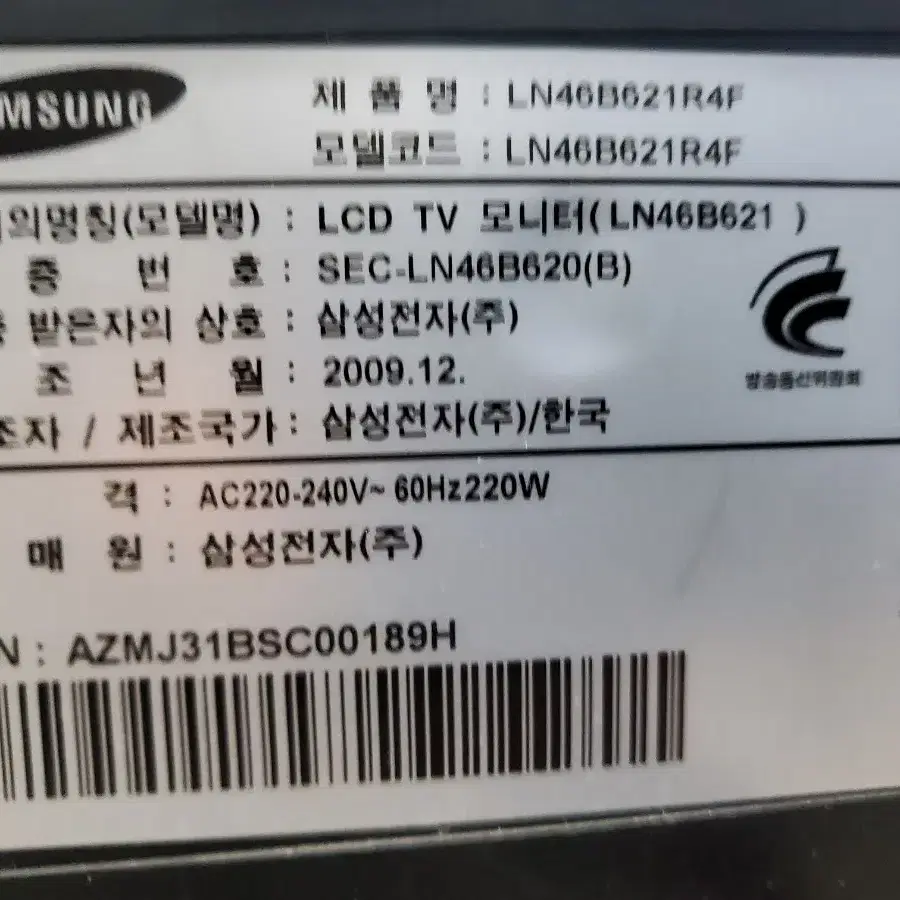 MSUNG
제 품 명 : LN46B621R4F
모델코드 : LN46B621R4F
의명칭(모델명) : LCD TV 모니터( LN46B621 )
증 번 호 : SEC-LN46B620(B)
받은자의 상호 : 삼성전자(주)
조 년 월 : 2009.12.
조자 / 제조국가 : 삼성전자(주)/한국
방송통신위원회
격 : AC220-240V~ 60Hz220W
매 원 : 삼성전자(주)
N : AZMJ31BSC00189H